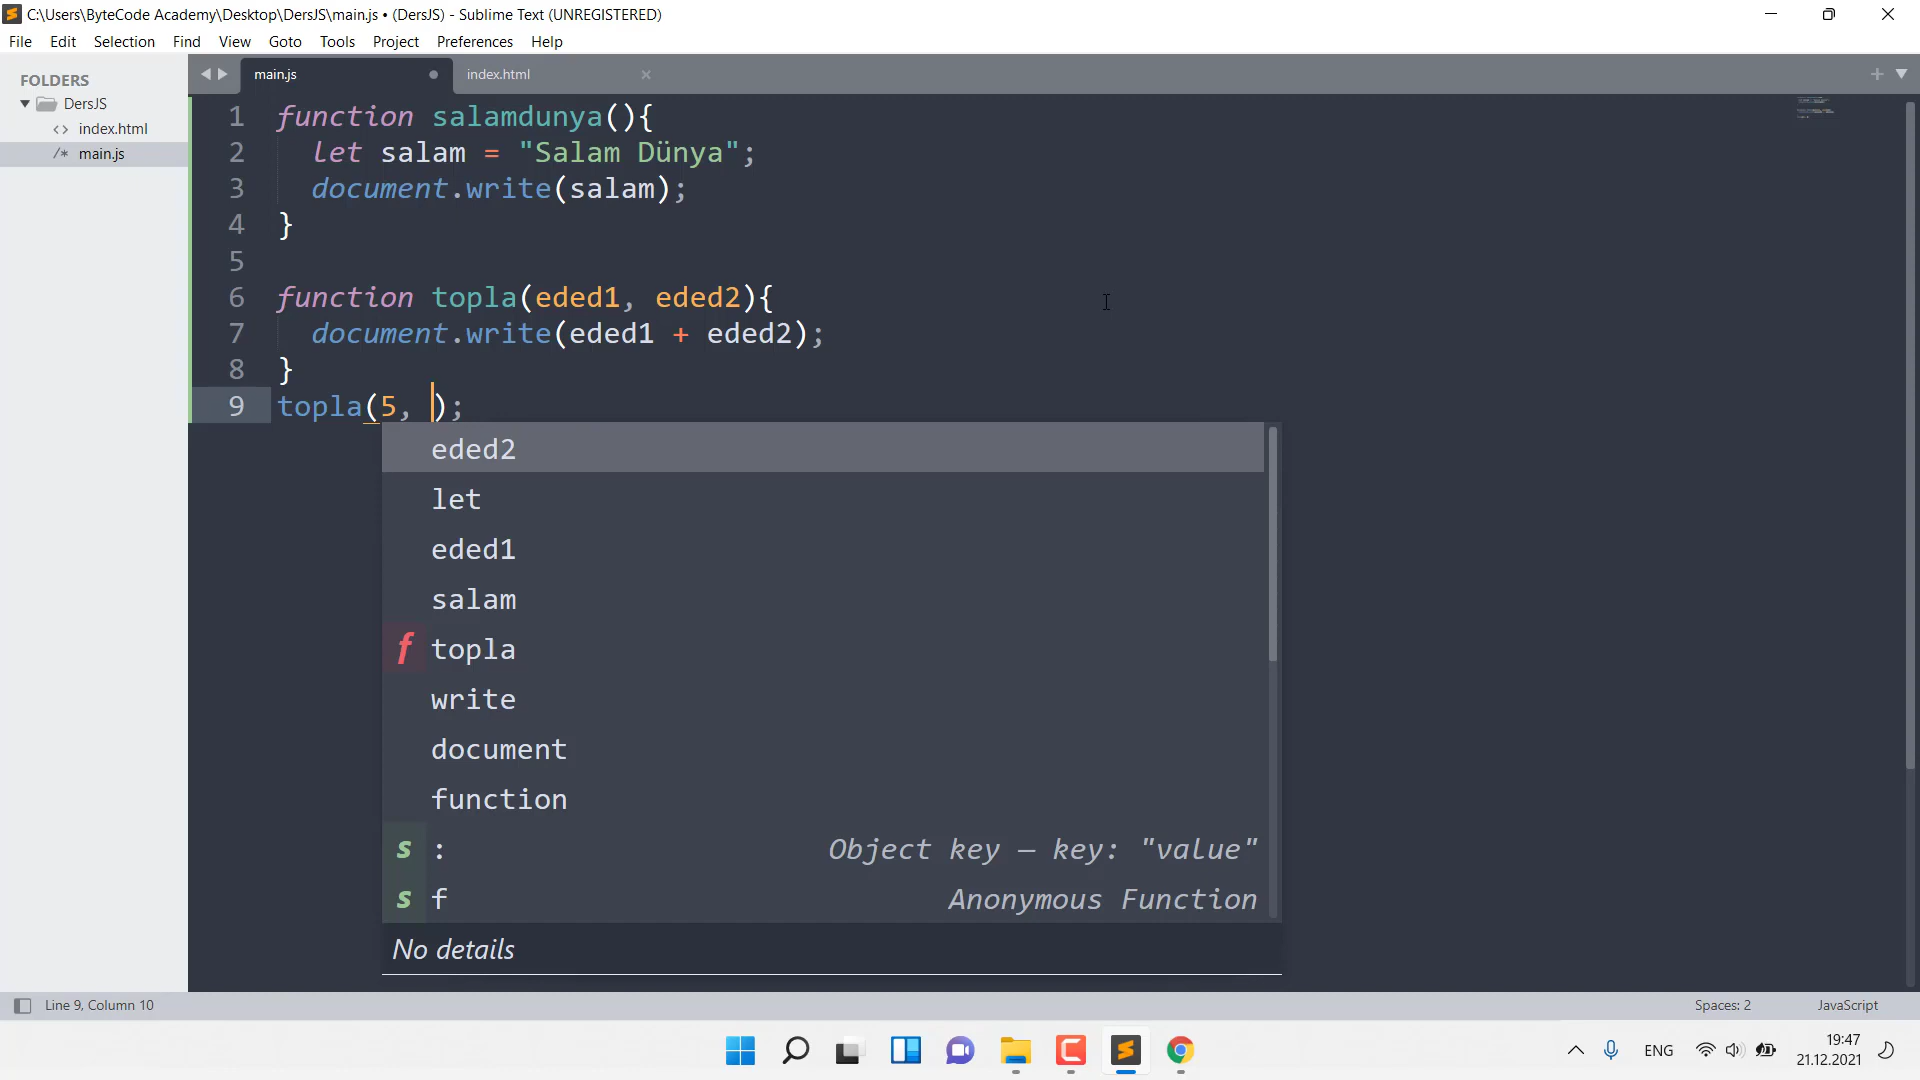 C:\Users\ByteCode Academy\Desktop\DersJS\main.js • (DersJS) - Sublime Text (UNREGISTERED)
File Edit Selection Find View Goto Tools Project Preferences Help
FOLDERS
DersJS
<> index.html
/* main.js
main.js
index.html
1 function salamdunya(){
2 let salam = "Salam Dünya";
3 document.write(salam);
4 }
5
6 function topla(eded1, eded2){
7 document.write(eded1 + eded2);
8 }
9 topla(5, );
eded2
let
eded1
salam
f topla
write
document
function
s : Object key — key: "value"
s f Anonymous Function
No details
Line 9, Column 10 Spaces: 2 JavaScript
ENG
19:47
21.12.2021